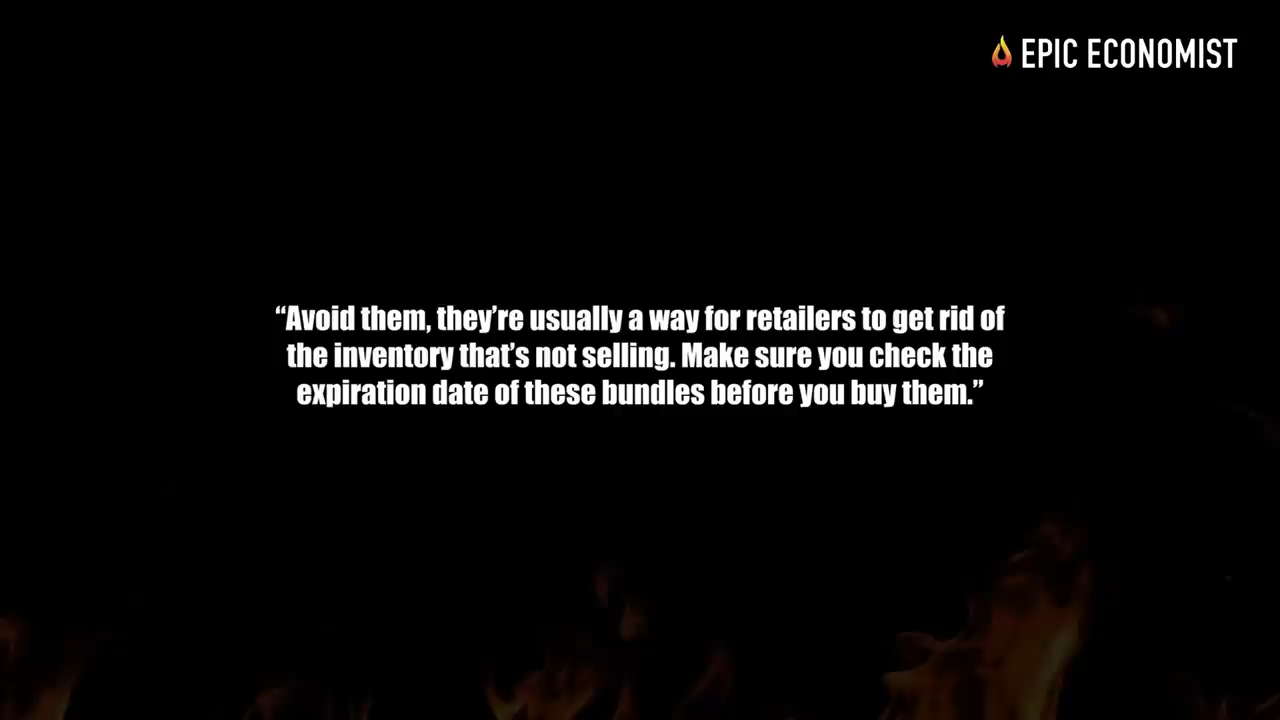 EPIC ECONOMIST
“Avoid them, they’re usually a way for retailers to get rid of
the inventory that’s not selling. Make sure you check the
expiration date of these bundles before you buy them.”